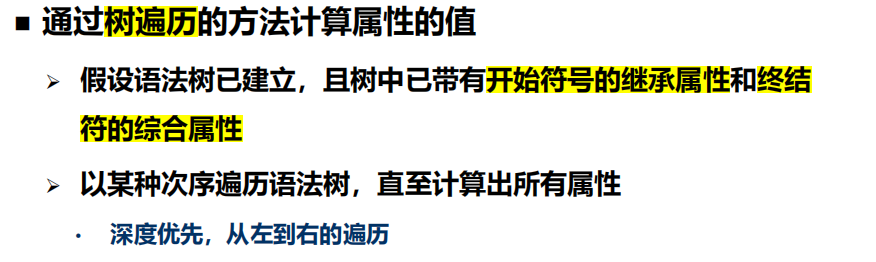 ■ 通过树遍历的方法计算属性的值
➢ 假设语法树已建立，且树中已带有开始符号的继承属性和终结
符的综合属性
➢ 以某种次序遍历语法树，直至计算出所有属性
• 深度优先，从左到右的遍历